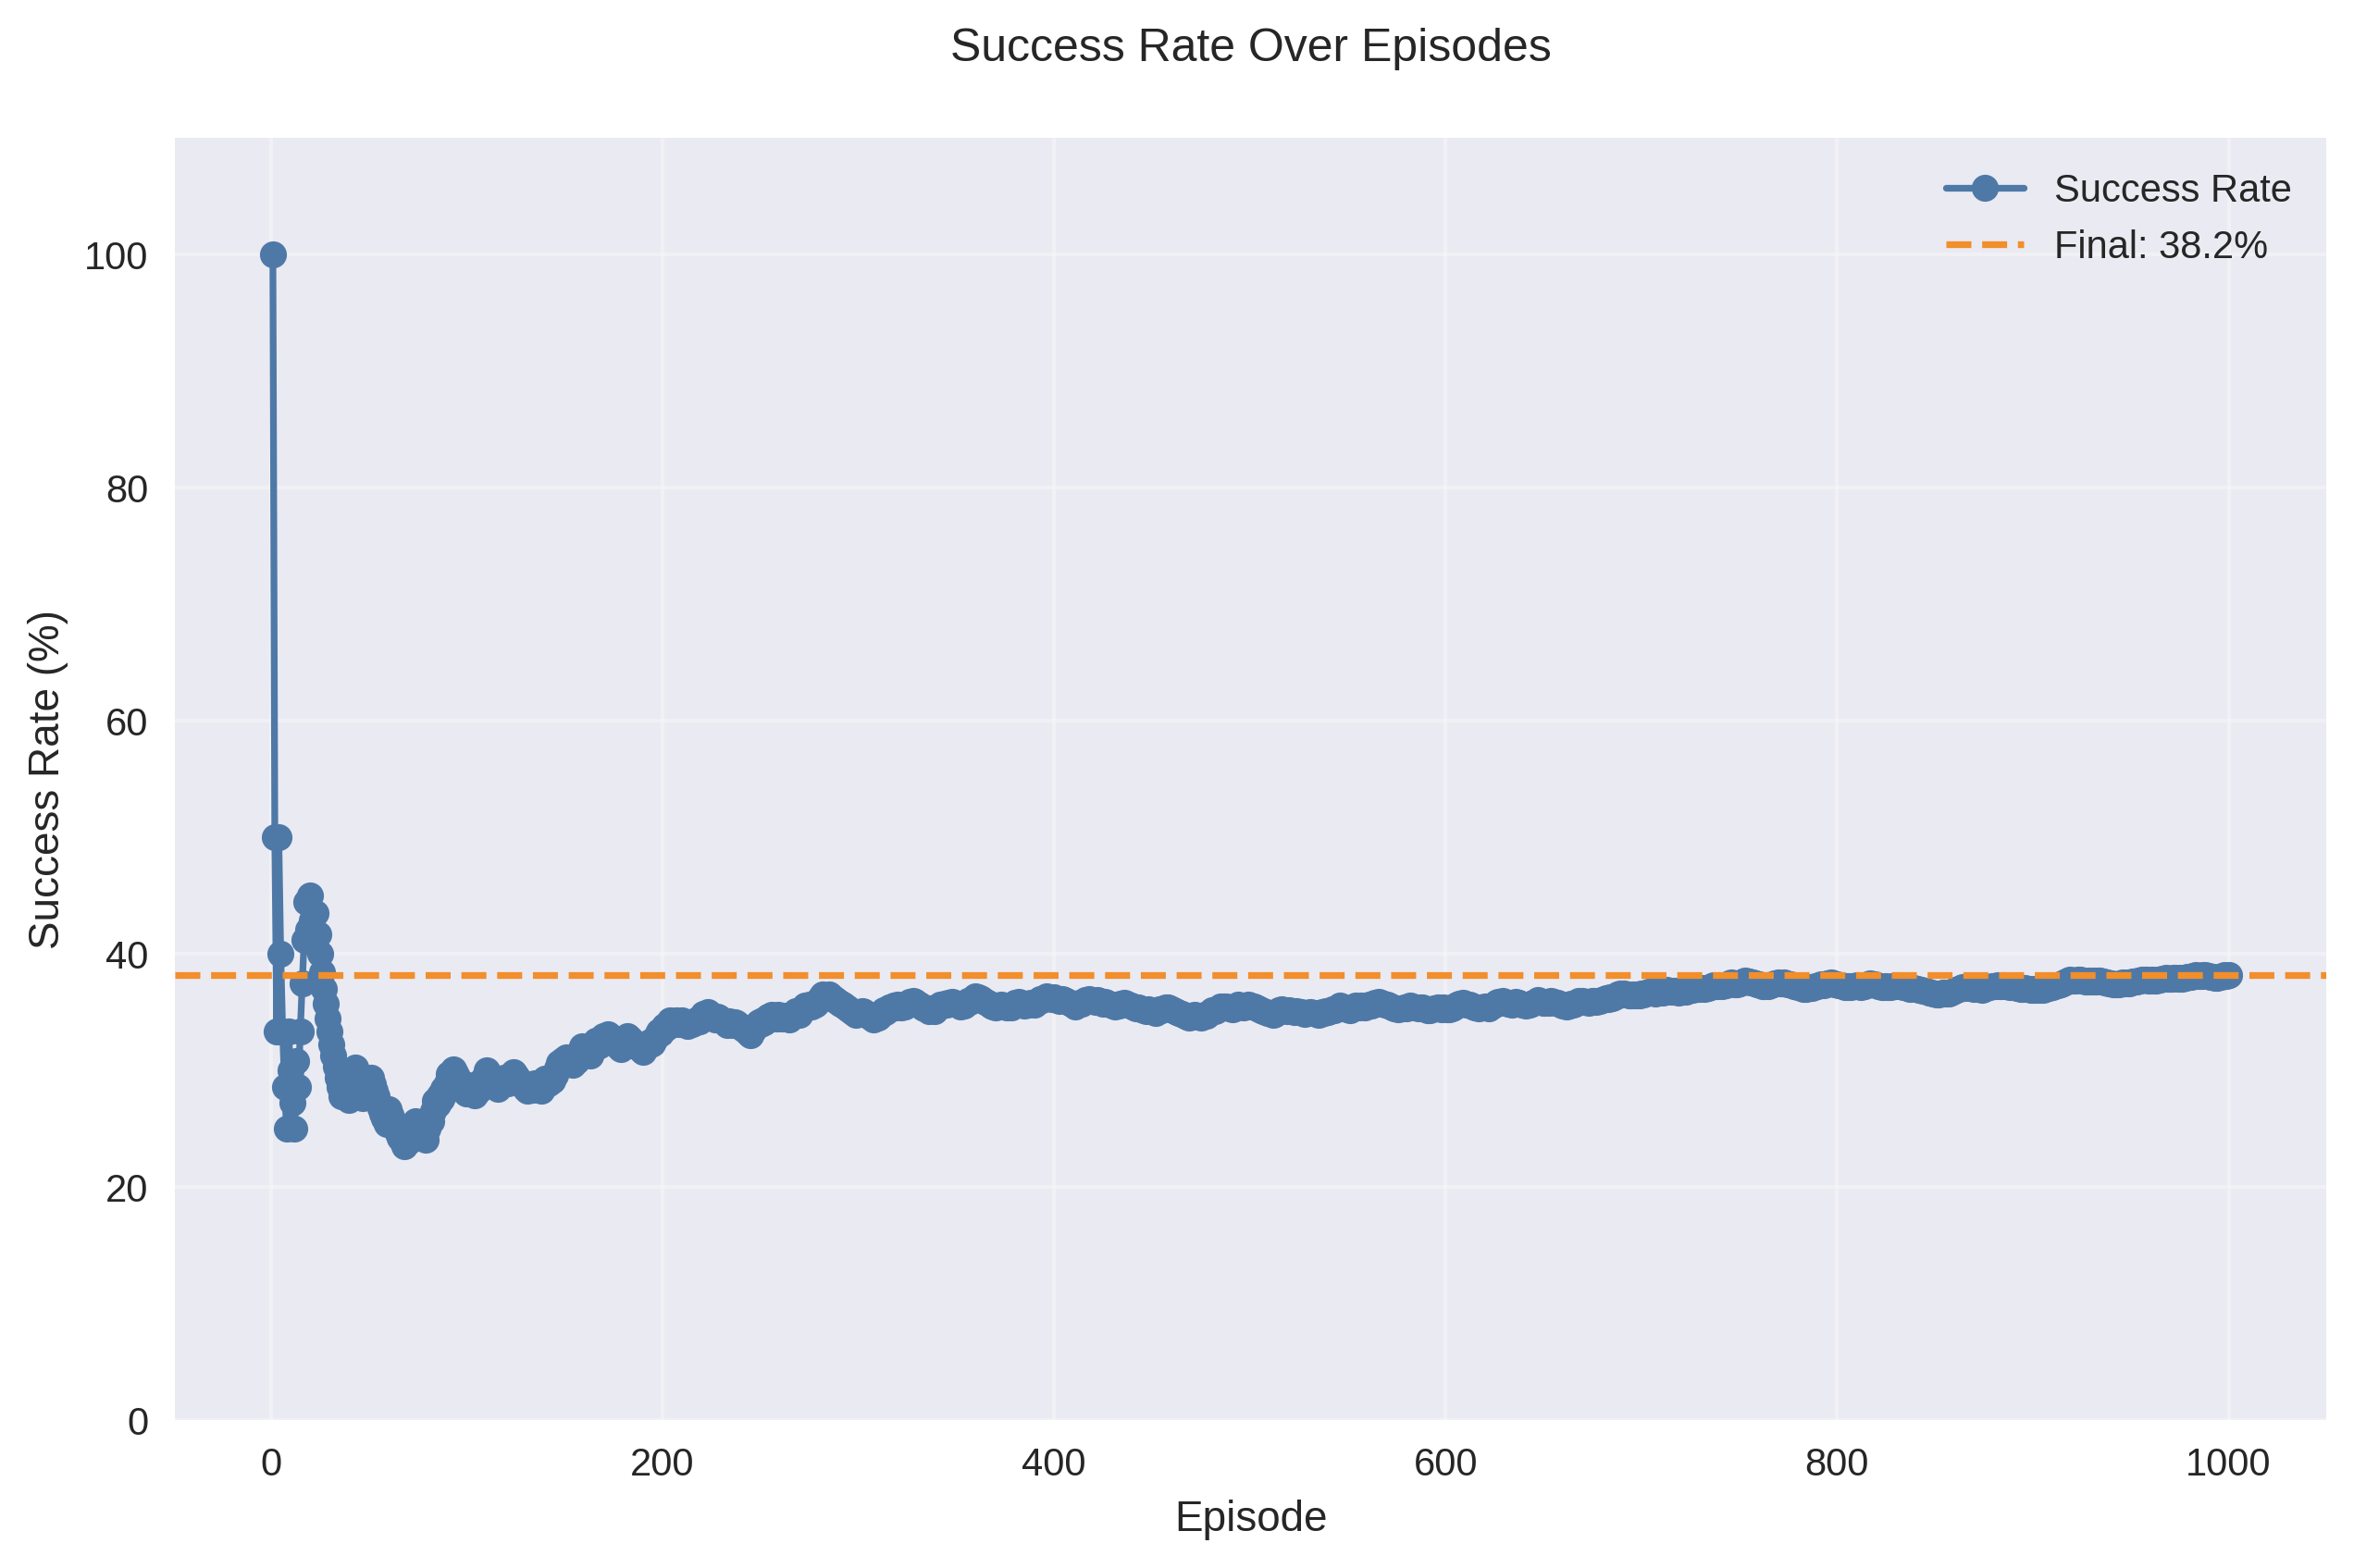 Success Rate Over Episodes
Success Rate
Final: 38.2%
Success Rate (%)
100
80
60
40
20
0
0 200 400 600 800 1000
Episode